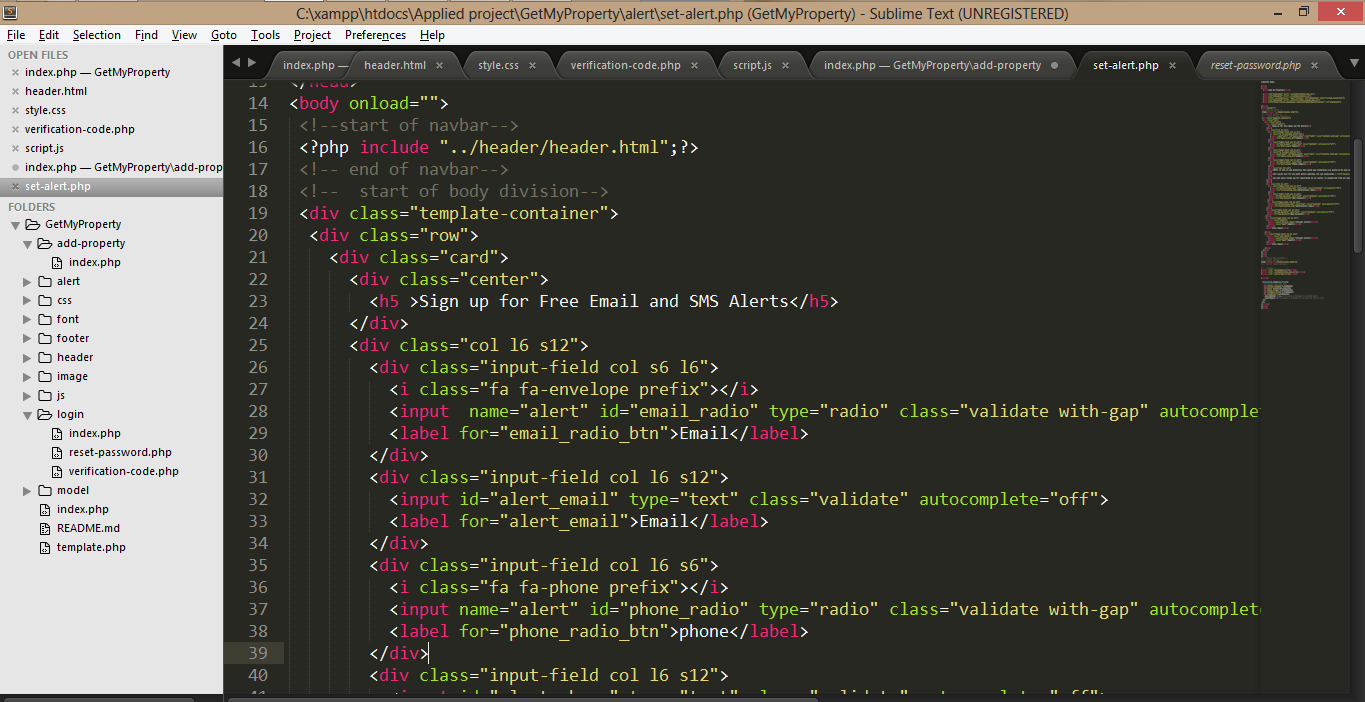 C:\xampp\htdocs\Applied project\GetMyProperty\alert\set-alert.php (GetMyProperty) - Sublime Text (UNREGISTERED)
File Edit Selection Find View Goto Tools Project Preferences Help
OPEN FILES
index.php — GetMyProperty
header.html
style.css
verification-code.php
script.js
index.php — GetMyProperty\add-prop
set-alert.php
FOLDERS
GetMyProperty
add-property
index.php
alert
css
font
footer
header
image
js
login
index.php
reset-password.php
verification-code.php
model
index.php
README.md
template.php
index.php — header.html style.css verification-code.php script.js index.php — GetMyProperty\add-property set-alert.php reset-password.php
13 </head>
14 <body onload="">
15 <!--start of navbar-->
16 <?php include "../header/header.html";?>
17 <!-- end of navbar-->
18 <!--  start of body division-->
19 <div class="template-container">
20 <div class="row">
21 <div class="card">
22 <div class="center">
23 <h5 >Sign up for Free Email and SMS Alerts</h5>
24 </div>
25 <div class="col l6 s12">
26 <div class="input-field col s6 l6">
27 <i class="fa fa-envelope prefix"></i>
28 <input  name="alert" id="email_radio" type="radio" class="validate with-gap" autocomplet
29 <label for="email_radio_btn">Email</label>
30 </div>
31 <div class="input-field col l6 s12">
32 <input id="alert_email" type="text" class="validate" autocomplete="off">
33 <label for="alert_email">Email</label>
34 </div>
35 <div class="input-field col l6 s6">
36 <i class="fa fa-phone prefix"></i>
37 <input name="alert" id="phone_radio" type="radio" class="validate with-gap" autocomplet
38 <label for="phone_radio_btn">phone</label>
39 </div>
40 <div class="input-field col l6 s12">